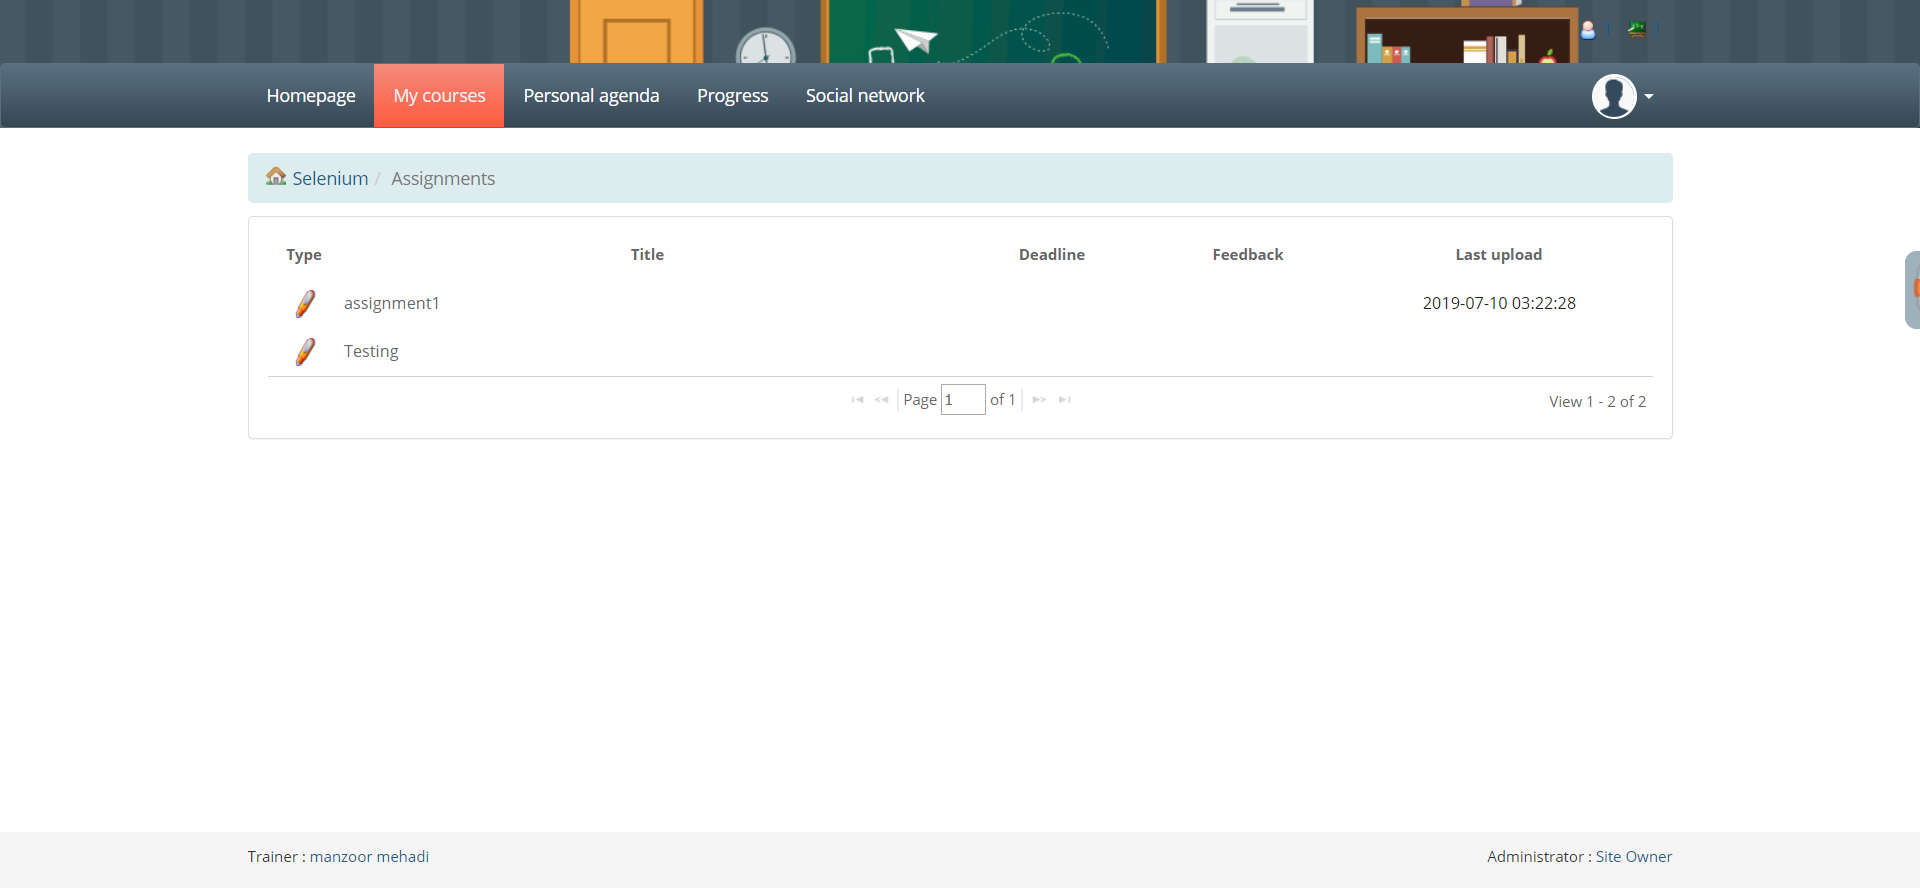 Homepage My courses Personal agenda Progress Social network
Selenium / Assignments
Type Title Deadline Feedback Last upload
assignment1 2019-07-10 03:22:28
Testing
Page 1 of 1 View 1 - 2 of 2
Trainer : manzoor mehadi Administrator : Site Owner